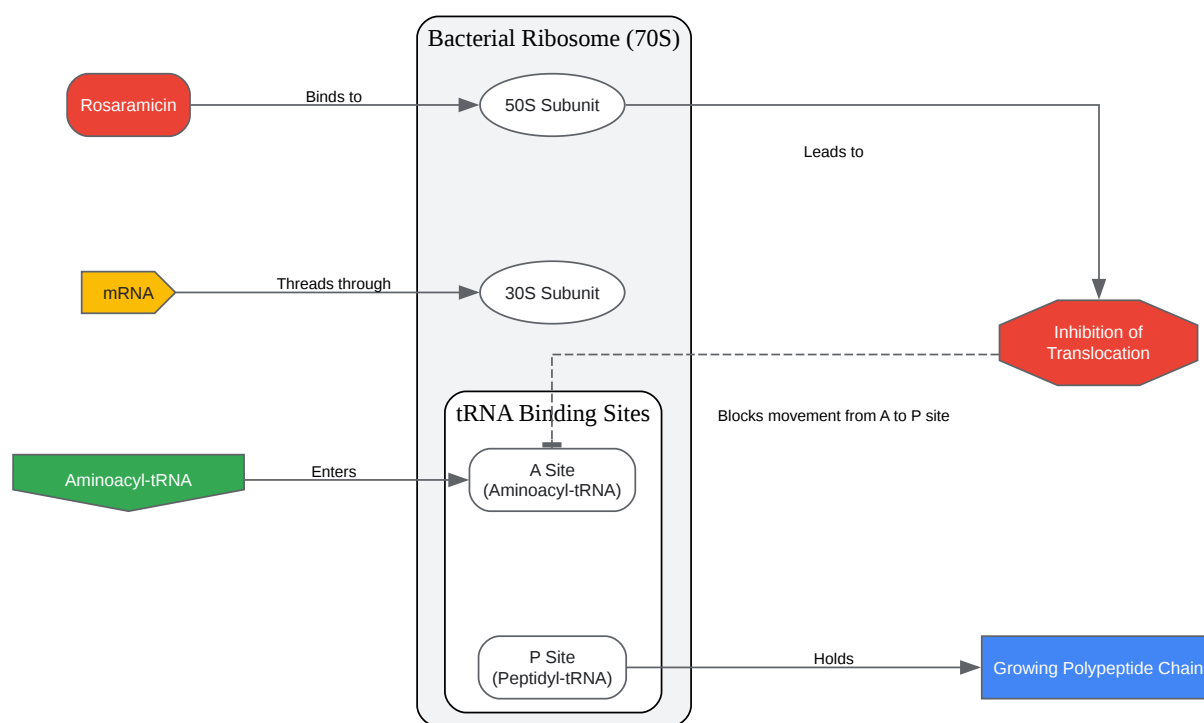 Bacterial Ribosome (70S)
Rosaramicin
Binds to
50S Subunit
Leads to
mRNA
Threads through
30S Subunit
Inhibition of
Translocation
tRNA Binding Sites
Blocks movement from A to P site
Aminoacyl-tRNA
Enters
A Site
(Aminoacyl-tRNA)
P Site
(Peptidyl-tRNA)
Holds
Growing Polypeptide Chain